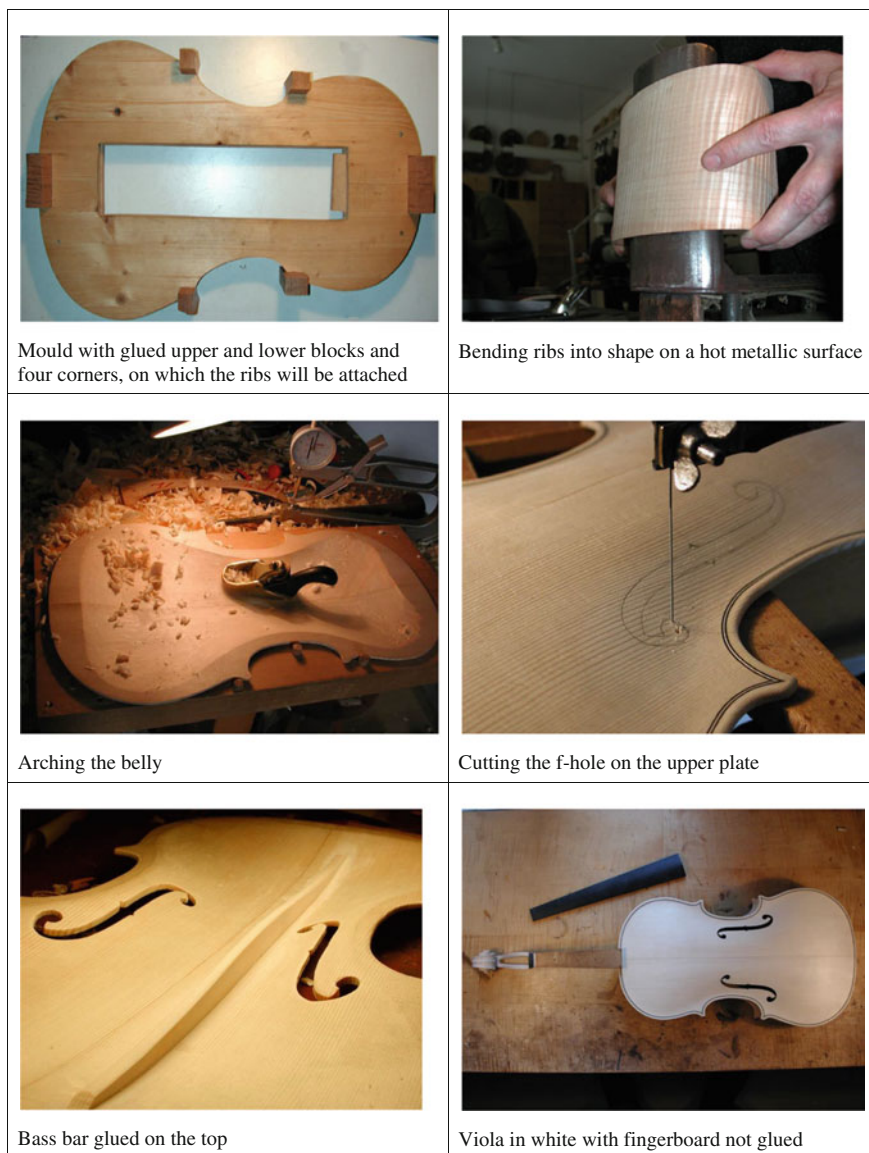 Mould with glued upper and lower blocks and
four corners, on which the ribs will be attached
Bending ribs into shape on a hot metallic surface
Arching the belly
Cutting the f-hole on the upper plate
Bass bar glued on the top
Viola in white with fingerboard not glued